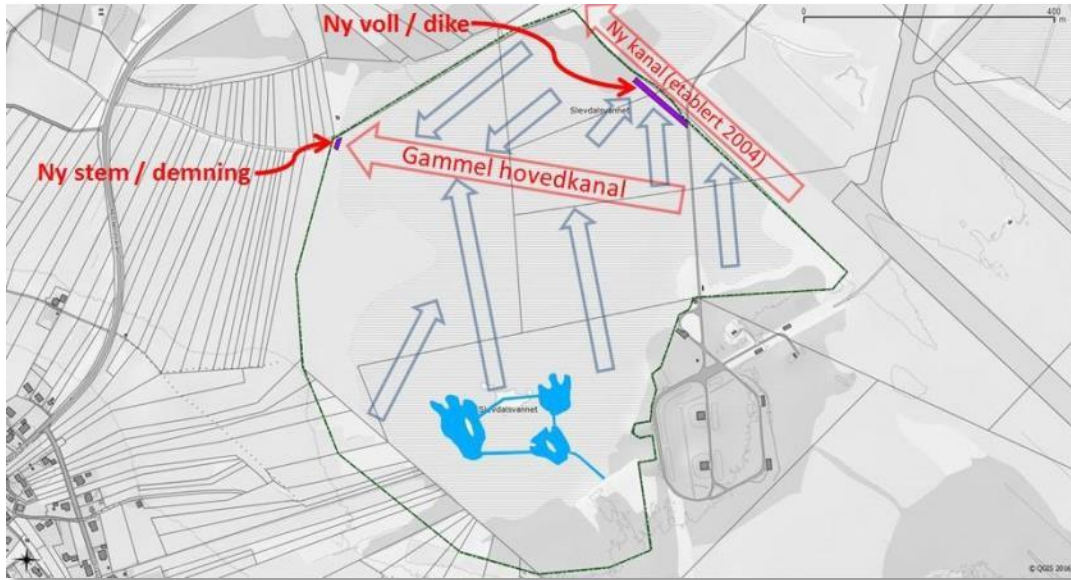 Ny voll / dike
0
400
m
Ny kanal (etablert 2004)
Slevdalsvannet
Ny stem / demning
Gammel hovedkanal
Slevdalsvannet
© QGIS 2016